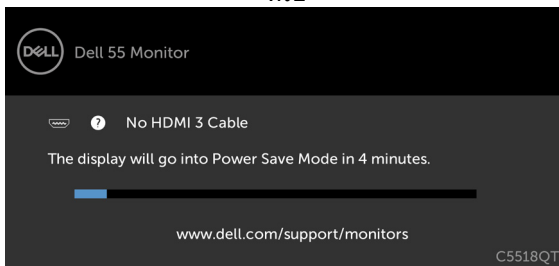 DELL
Dell 55 Monitor
? No HDMI 3 Cable
The display will go into Power Save Mode in 4 minutes.
www.dell.com/support/monitors
C5518QT